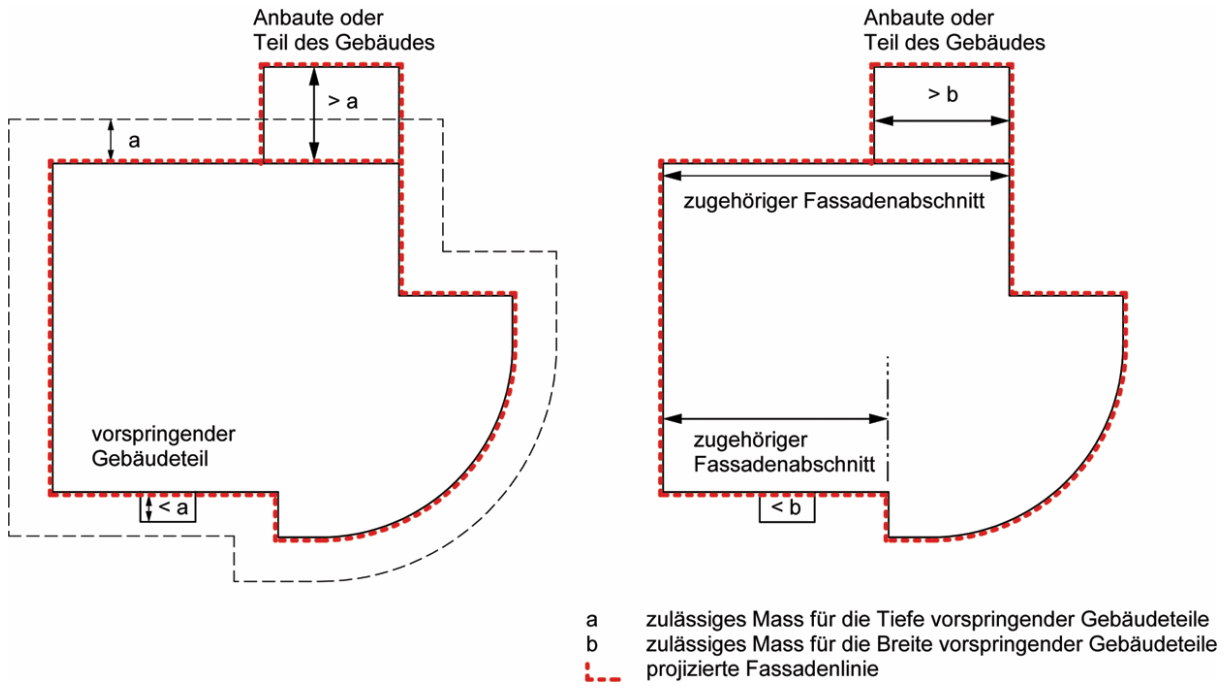 Anbaute oder
Teil des Gebäudes
> a
a
vorspringender
Gebäudeteil
< a
Anbaute oder
Teil des Gebäudes
> b
zugehöriger Fassadenabschnitt
zugehöriger
Fassadenabschnitt
< b
a zulässiges Mass für die Tiefe vorspringender Gebäudeteile
b zulässiges Mass für die Breite vorspringender Gebäudeteile
projizierte Fassadenlinie